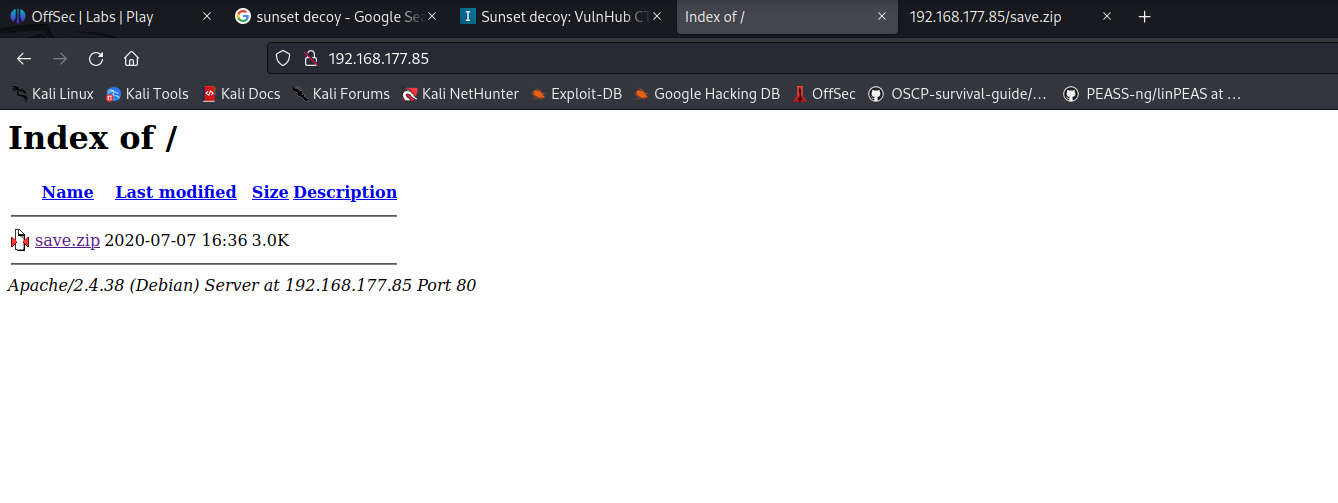 OffSec | Labs | Play
sunset decoy - Google Sea
Sunset decoy: VulnHub CT
Index of /
192.168.177.85/save.zip
192.168.177.85
Kali Linux Kali Tools Kali Docs Kali Forums Kali NetHunter Exploit-DB Google Hacking DB OffSec OSCP-survival-guide/... PEASS-ng/linPEAS at ...
Index of /
Name Last modified Size Description
save.zip 2020-07-07 16:36 3.0K
Apache/2.4.38 (Debian) Server at 192.168.177.85 Port 80